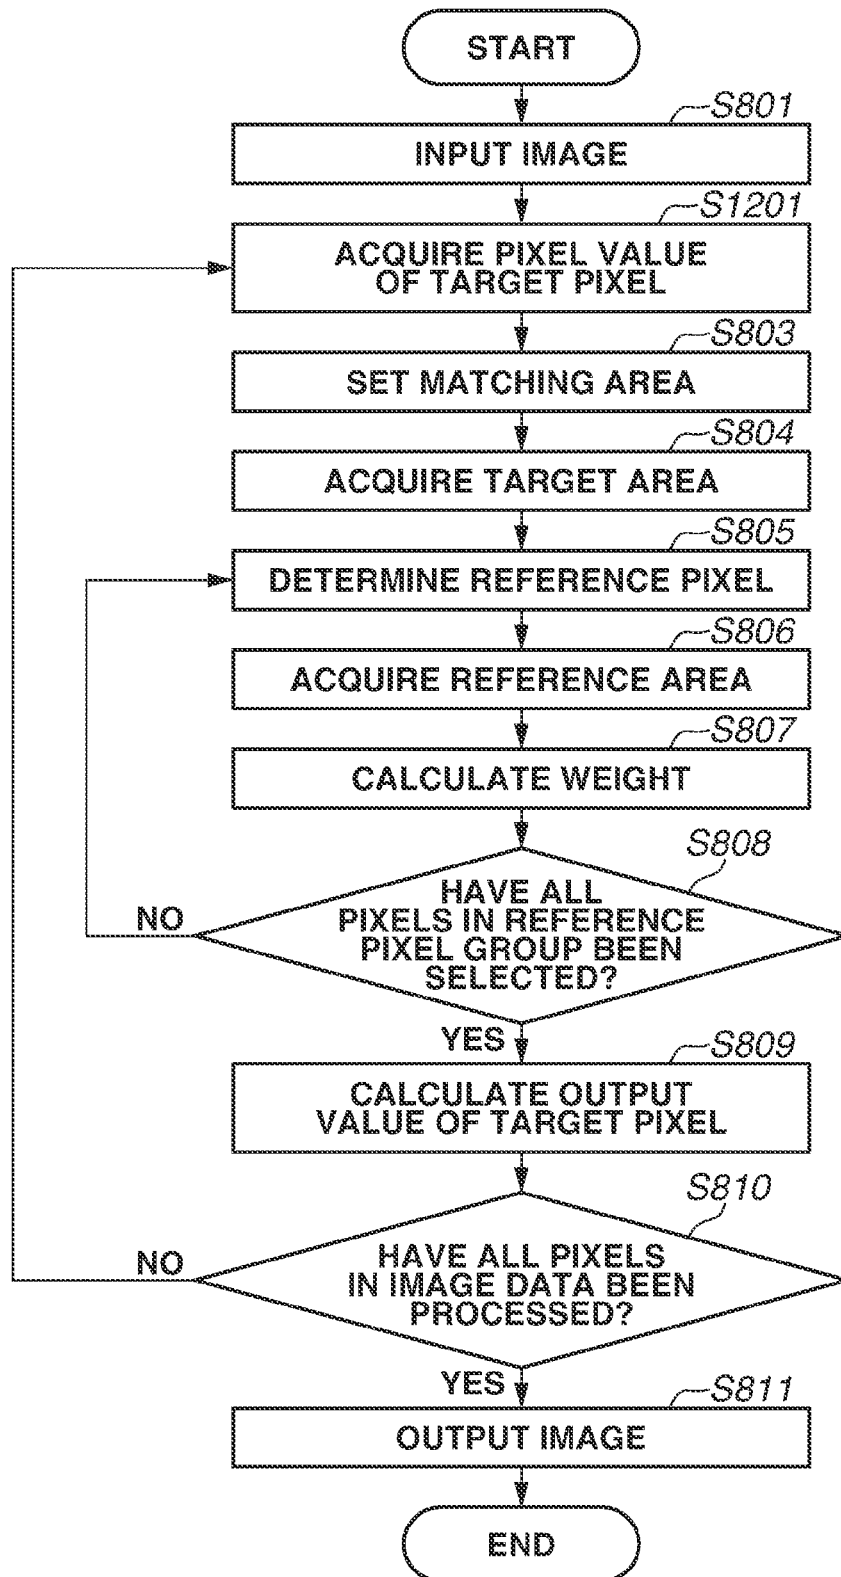 START
S801
INPUT IMAGE
S1201
ACQUIRE PIXEL VALUE
OF TARGET PIXEL
S803
SET MATCHING AREA
S804
ACQUIRE TARGET AREA
S805
DETERMINE REFERENCE PIXEL
S806
ACQUIRE REFERENCE AREA
S807
CALCULATE WEIGHT
S808
HAVE ALL
PIXELS IN REFERENCE
PIXEL GROUP BEEN
SELECTED?
NO
YES
S809
CALCULATE OUTPUT
VALUE OF TARGET PIXEL
S810
HAVE ALL PIXELS
IN IMAGE DATA BEEN
PROCESSED?
NO
YES
S811
OUTPUT IMAGE
END